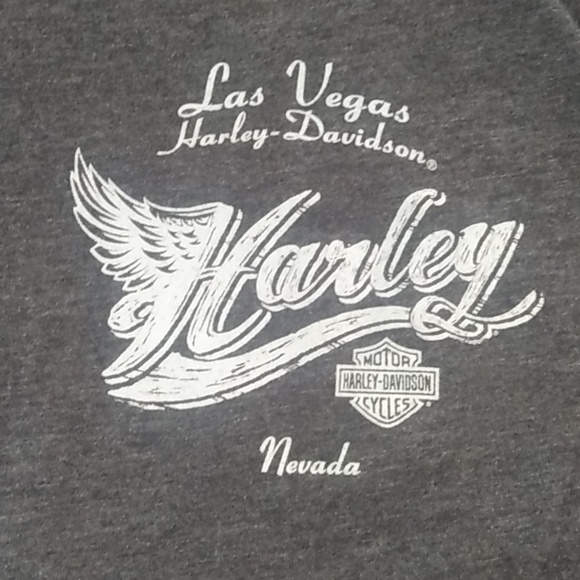 Las Vegas
Harley-Davidson®
Harley
MOTOR
HARLEY-DAVIDSON
CYCLES
Nevada